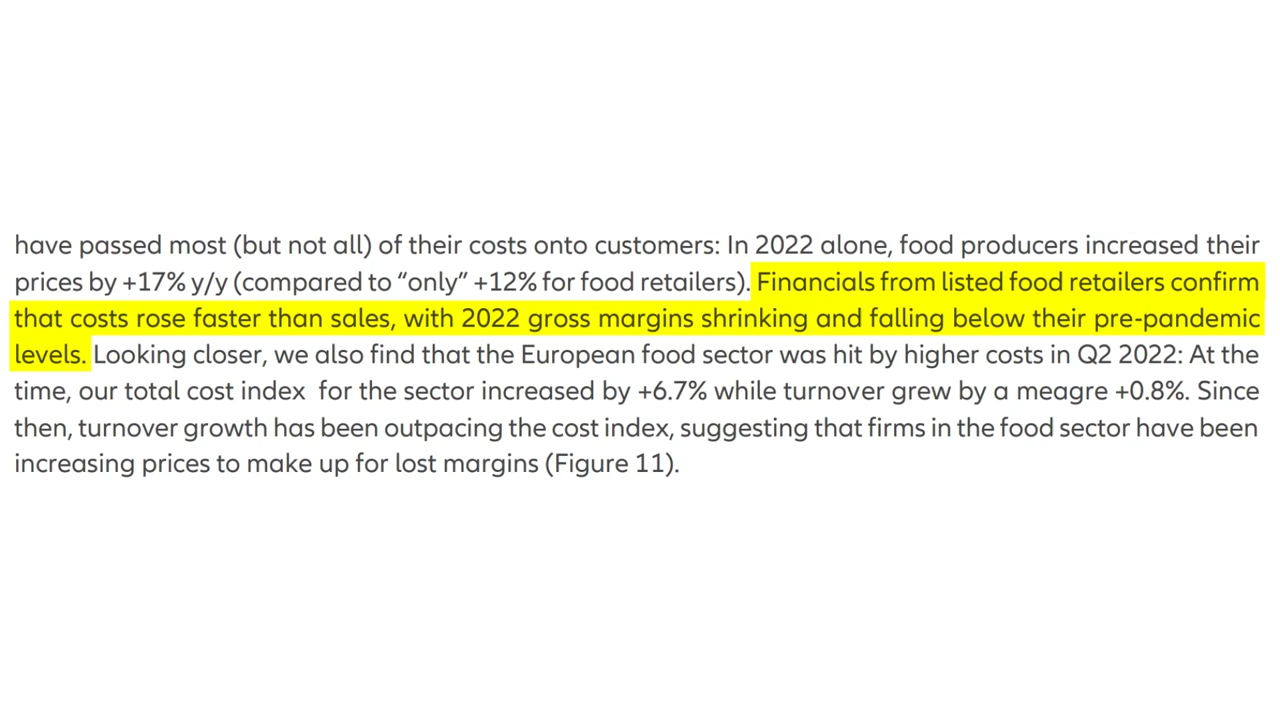 have passed most (but not all) of their costs onto customers: In 2022 alone, food producers increased their
prices by +17% y/y (compared to “only” +12% for food retailers). Financials from listed food retailers confirm
that costs rose faster than sales, with 2022 gross margins shrinking and falling below their pre-pandemic
levels. Looking closer, we also find that the European food sector was hit by higher costs in Q2 2022: At the
time, our total cost index  for the sector increased by +6.7% while turnover grew by a meagre +0.8%. Since
then, turnover growth has been outpacing the cost index, suggesting that firms in the food sector have been
increasing prices to make up for lost margins (Figure 11).